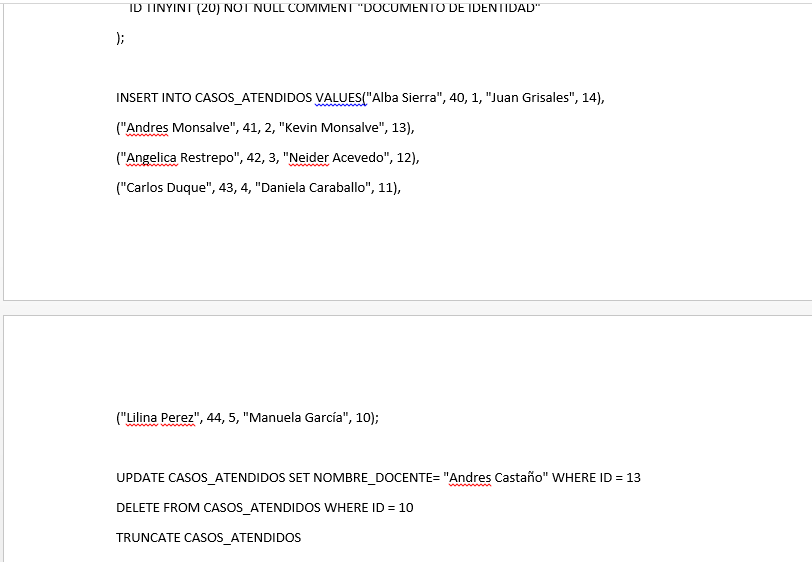 ID TINYINT (20) NOT NULL COMMENT "DOCUMENTO DE IDENTIDAD"
);
INSERT INTO CASOS_ATENDIDOS VALUES("Alba Sierra", 40, 1, "Juan Grisales", 14),
("Andres Monsalve", 41, 2, "Kevin Monsalve", 13),
("Angelica Restrepo", 42, 3, "Neider Acevedo", 12),
("Carlos Duque", 43, 4, "Daniela Caraballo", 11),
("Lilina Perez", 44, 5, "Manuela García", 10);
UPDATE CASOS_ATENDIDOS SET NOMBRE_DOCENTE= "Andres Castaño" WHERE ID = 13
DELETE FROM CASOS_ATENDIDOS WHERE ID = 10
TRUNCATE CASOS_ATENDIDOS